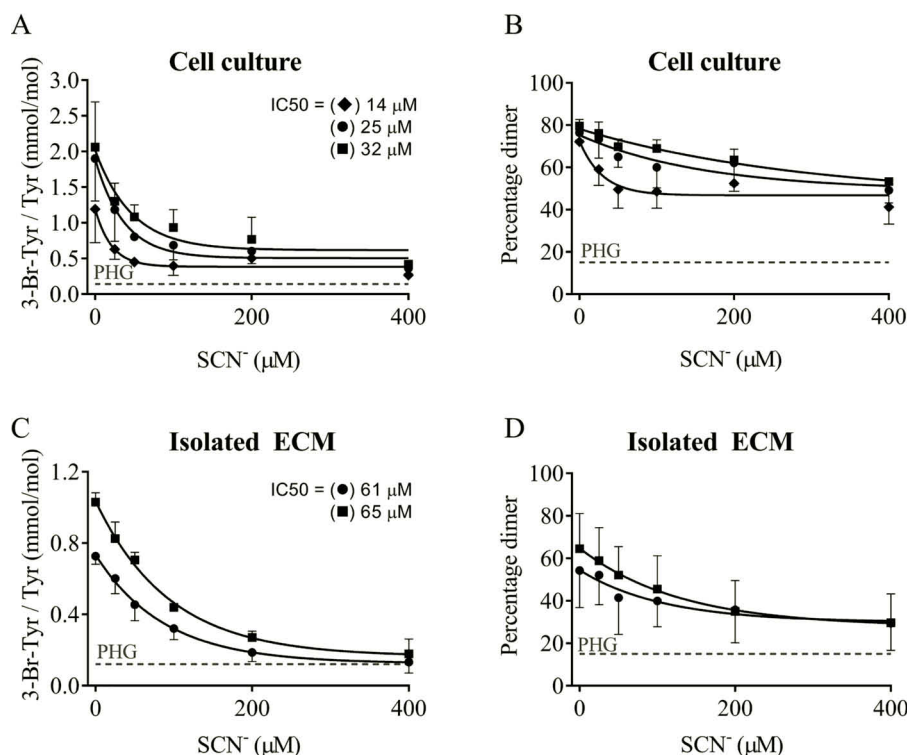 A
Cell culture
3-Br-Tyr / Tyr (mmol/mol)
3.0
2.5
2.0
1.5
1.0
0.5
0.0
IC50 = (◆) 14 μM
(●) 25 μM
(■) 32 μM
PHG
0
200
400
SCN⁻ (μM)
B
Cell culture
Percentage dimer
100
80
60
40
20
0
PHG
0
200
400
SCN⁻ (μM)
C
Isolated ECM
3-Br-Tyr / Tyr (mmol/mol)
1.2
0.8
0.4
0.0
IC50 = (●) 61 μM
(■) 65 μM
PHG
0
200
400
SCN⁻ (μM)
D
Isolated ECM
Percentage dimer
100
80
60
40
20
0
PHG
0
200
400
SCN⁻ (μM)